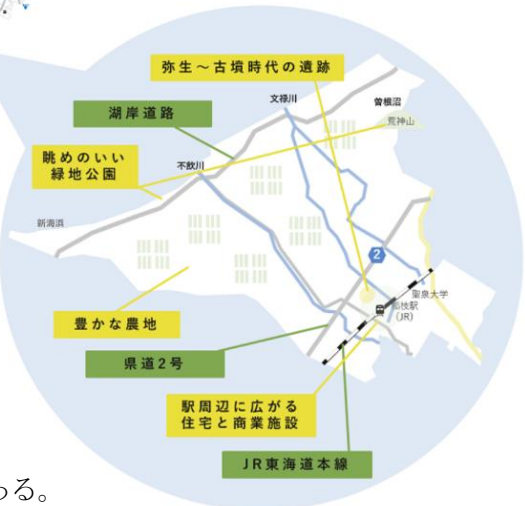 弥生～古墳時代の遺跡
文禄川
曽根沼
湖岸道路
荒神山
眺めのいい
緑地公園
不飲川
新海浜
2
聖泉大学
稲枝駅
(JR)
豊かな農地
県道2号
駅周辺に広がる
住宅と商業施設
JR東海道本線
る。